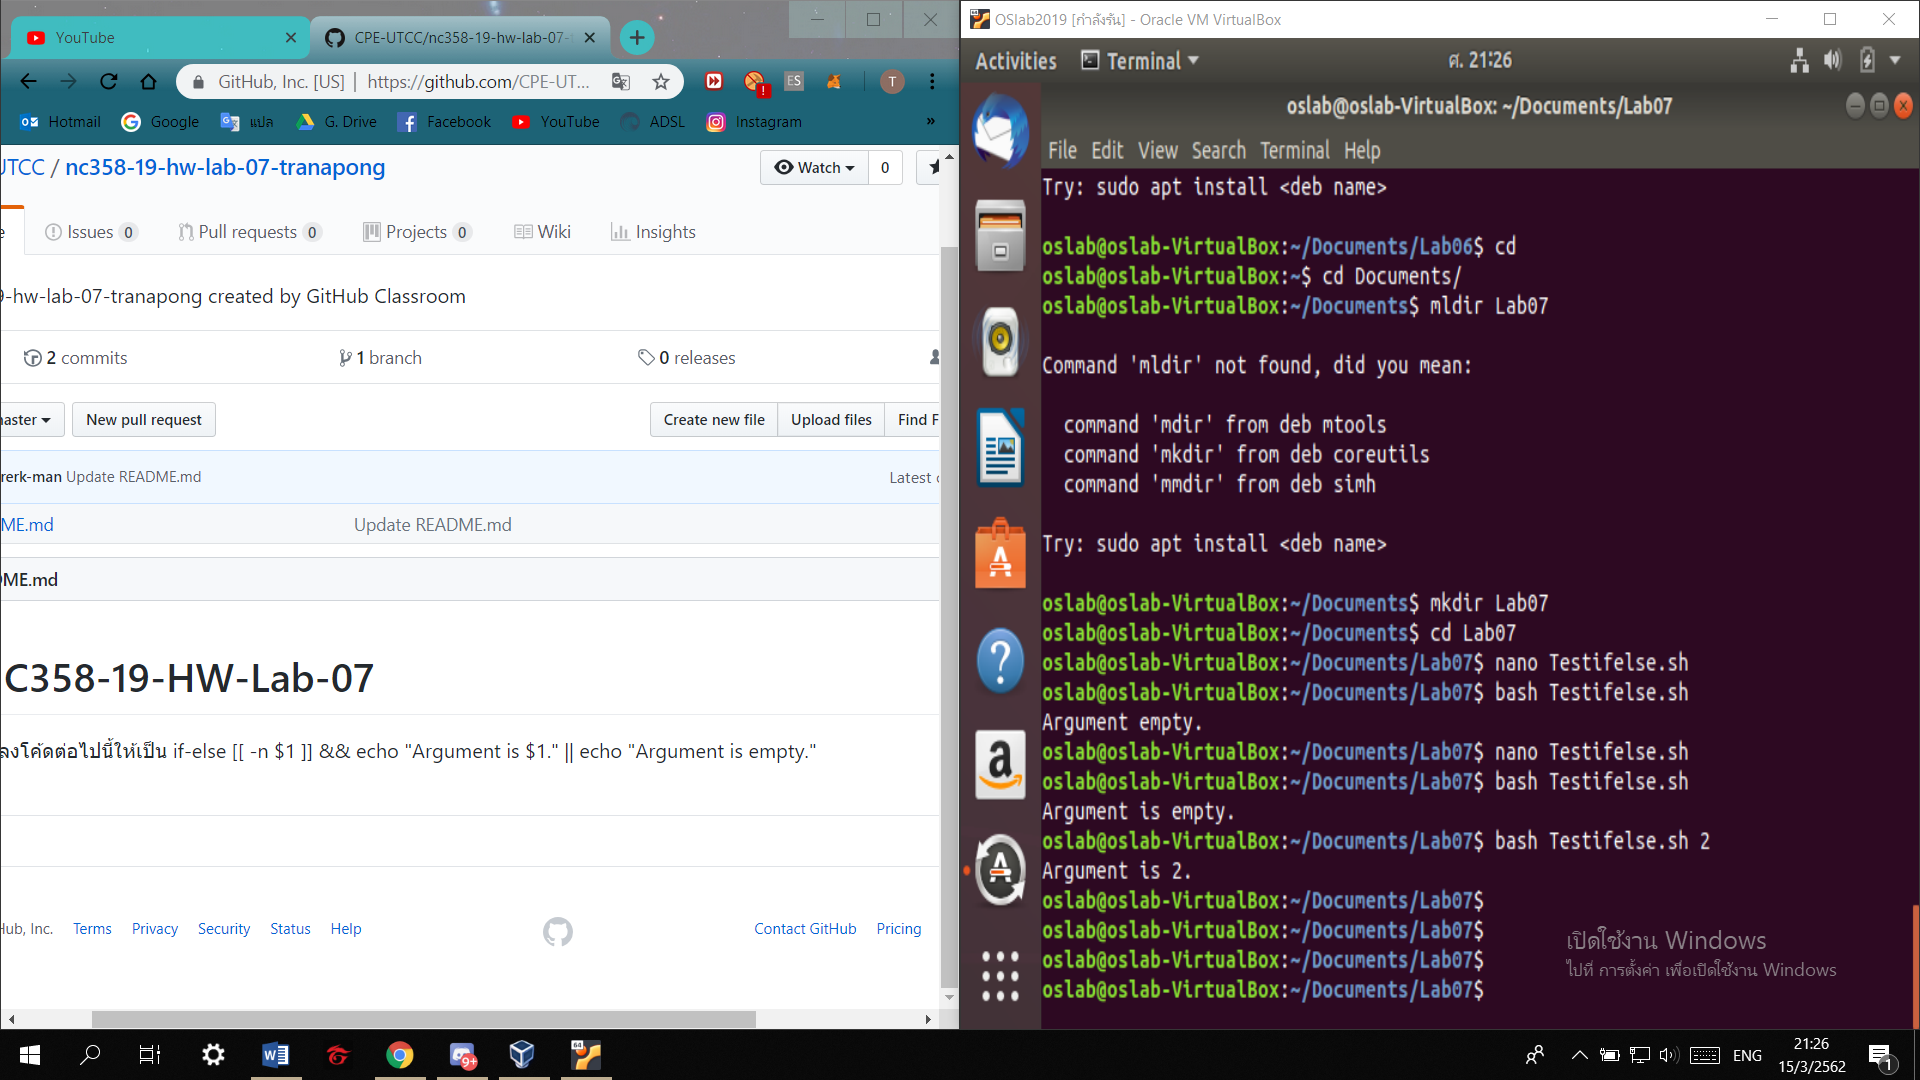 YouTube
CPE-UTCC/nc358-19-hw-lab-07-
GitHub, Inc. [US] | https://github.com/CPE-UT...
ES
T
Hotmail
Google
แปล
G. Drive
Facebook
YouTube
ADSL
Instagram
»
UTCC / nc358-19-hw-lab-07-tranapong
Watch
0
Issues 0
Pull requests 0
Projects 0
Wiki
Insights
9-hw-lab-07-tranapong created by GitHub Classroom
2 commits
1 branch
0 releases
aster
New pull request
Create new file
Upload files
Find F
rerk-man Update README.md
Latest c
ME.md
Update README.md
ME.md
C358-19-HW-Lab-07
ลงโค้ดต่อไปนี้ให้เป็น if-else [[ -n $1 ]] && echo "Argument is $1." || echo "Argument is empty."
Hub, Inc.
Terms
Privacy
Security
Status
Help
Contact GitHub
Pricing
OSlab2019 [กำลังรัน] - Oracle VM VirtualBox
Activities
Terminal
ศ. 21:26
oslab@oslab-VirtualBox: ~/Documents/Lab07
File Edit View Search Terminal Help
Try: sudo apt install <deb name>
oslab@oslab-VirtualBox:~/Documents/Lab06$ cd
oslab@oslab-VirtualBox:~$ cd Documents/
oslab@oslab-VirtualBox:~/Documents$ mldir Lab07
Command 'mldir' not found, did you mean:
command 'mdir' from deb mtools
command 'mkdir' from deb coreutils
command 'mmdir' from deb simh
Try: sudo apt install <deb name>
oslab@oslab-VirtualBox:~/Documents$ mkdir Lab07
oslab@oslab-VirtualBox:~/Documents$ cd Lab07
oslab@oslab-VirtualBox:~/Documents/Lab07$ nano Testifelse.sh
oslab@oslab-VirtualBox:~/Documents/Lab07$ bash Testifelse.sh
Argument empty.
oslab@oslab-VirtualBox:~/Documents/Lab07$ nano Testifelse.sh
oslab@oslab-VirtualBox:~/Documents/Lab07$ bash Testifelse.sh
Argument is empty.
oslab@oslab-VirtualBox:~/Documents/Lab07$ bash Testifelse.sh 2
Argument is 2.
oslab@oslab-VirtualBox:~/Documents/Lab07$
oslab@oslab-VirtualBox:~/Documents/Lab07$
oslab@oslab-VirtualBox:~/Documents/Lab07$
oslab@oslab-VirtualBox:~/Documents/Lab07$
เปิดใช้งาน Windows
ไปที่ การตั้งค่า เพื่อเปิดใช้งาน Windows
9+
64
ENG
21:26
15/3/2562
1